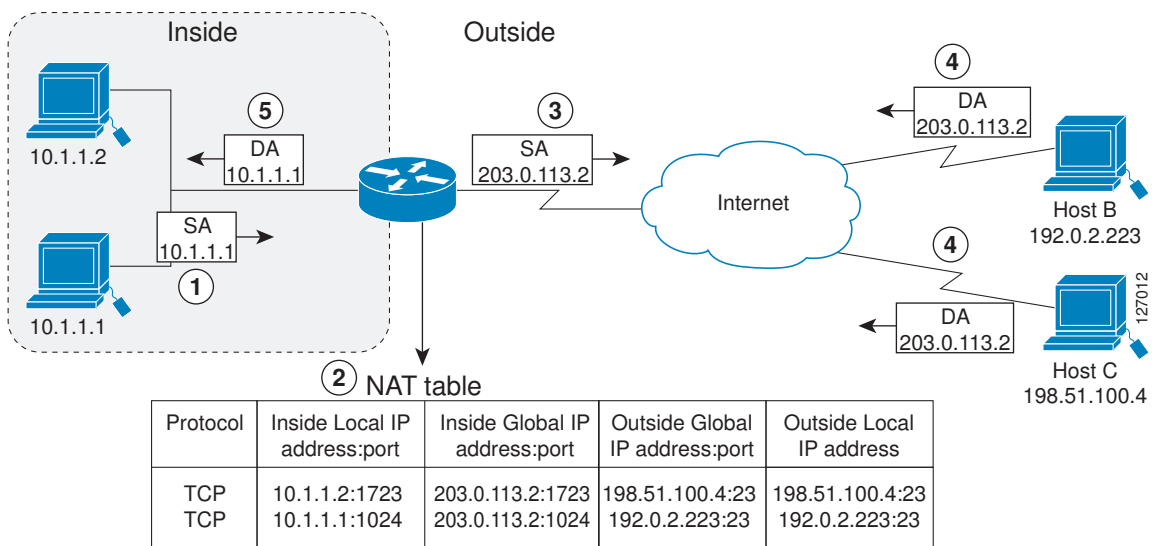 Inside
Outside
4
5
3
DA
203.0.113.2
10.1.1.2
DA
10.1.1.1
SA
203.0.113.2
Internet
SA
10.1.1.1
1
10.1.1.1
Host B
192.0.2.223
4
DA
203.0.113.2
127012
Host C
198.51.100.4
2 NAT table
Protocol
Inside Local IP
address:port
Inside Global IP
address:port
Outside Global
IP address:port
Outside Local
IP address
TCP 10.1.1.2:1723 203.0.113.2:1723 198.51.100.4:23 198.51.100.4:23
TCP 10.1.1.1:1024 203.0.113.2:1024 192.0.2.223:23 192.0.2.223:23